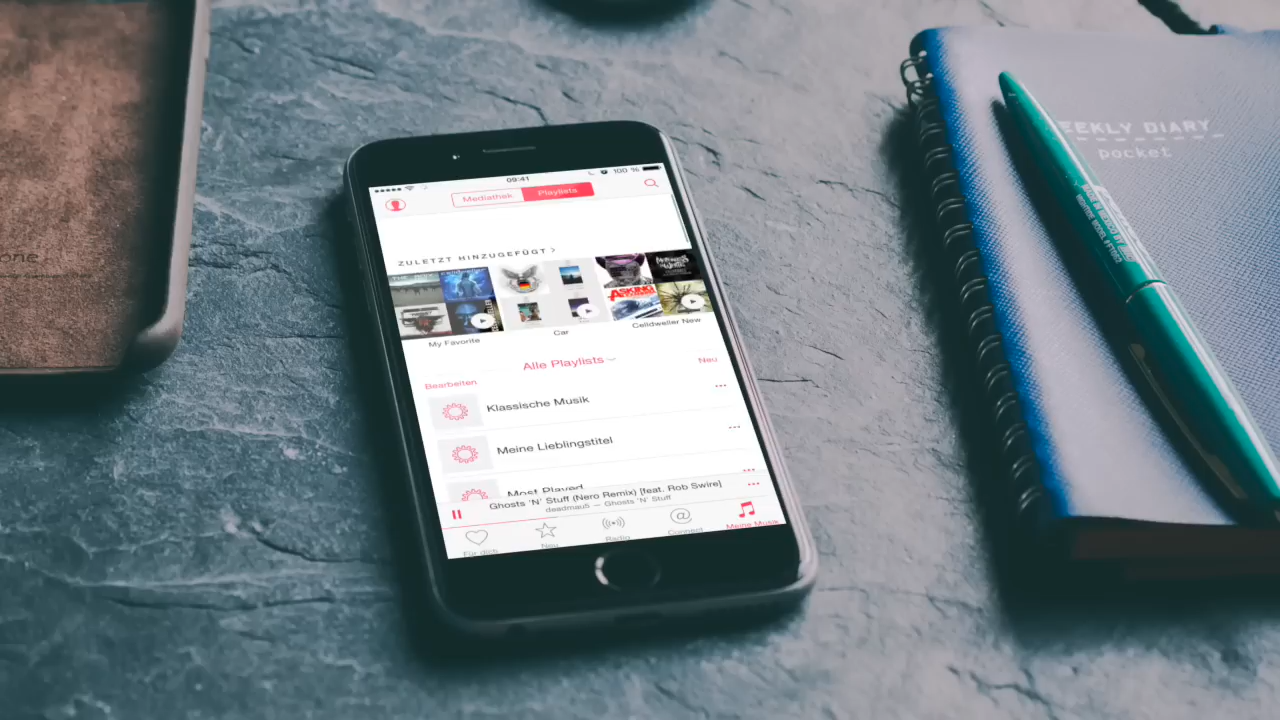 one
09:41
100 %
Mediathek
Playlists
ZULETZT HINZUGEFÜGT >
My Favorite
Car
Celldweller New
ASKING
Alle Playlists
Neu
Bearbeiten
Klassische Musik
Meine Lieblingstitel
Most Played
Ghosts 'N' Stuff (Nero Remix) [feat. Rob Swire]
deadmau5 — Ghosts 'N' Stuff
Für dich
Neu
Radio
Connect
Meine Musik
EEKLY DIARY
pocket